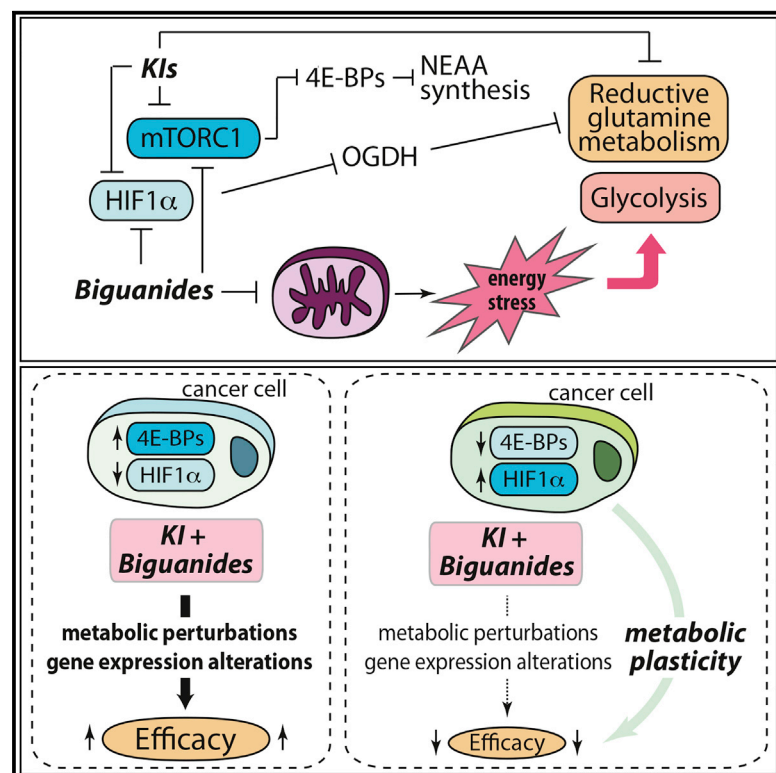 KIs
4E-BPs
NEAA
synthesis
mTORC1
Reductive
glutamine
metabolism
OGDH
HIF1α
Glycolysis
Biguanides
energy
stress
cancer cell
4E-BPs
HIF1α
KI +
Biguanides
metabolic perturbations
gene expression alterations
Efficacy
cancer cell
4E-BPs
HIF1α
KI +
Biguanides
metabolic perturbations
gene expression alterations
metabolic
plasticity
Efficacy